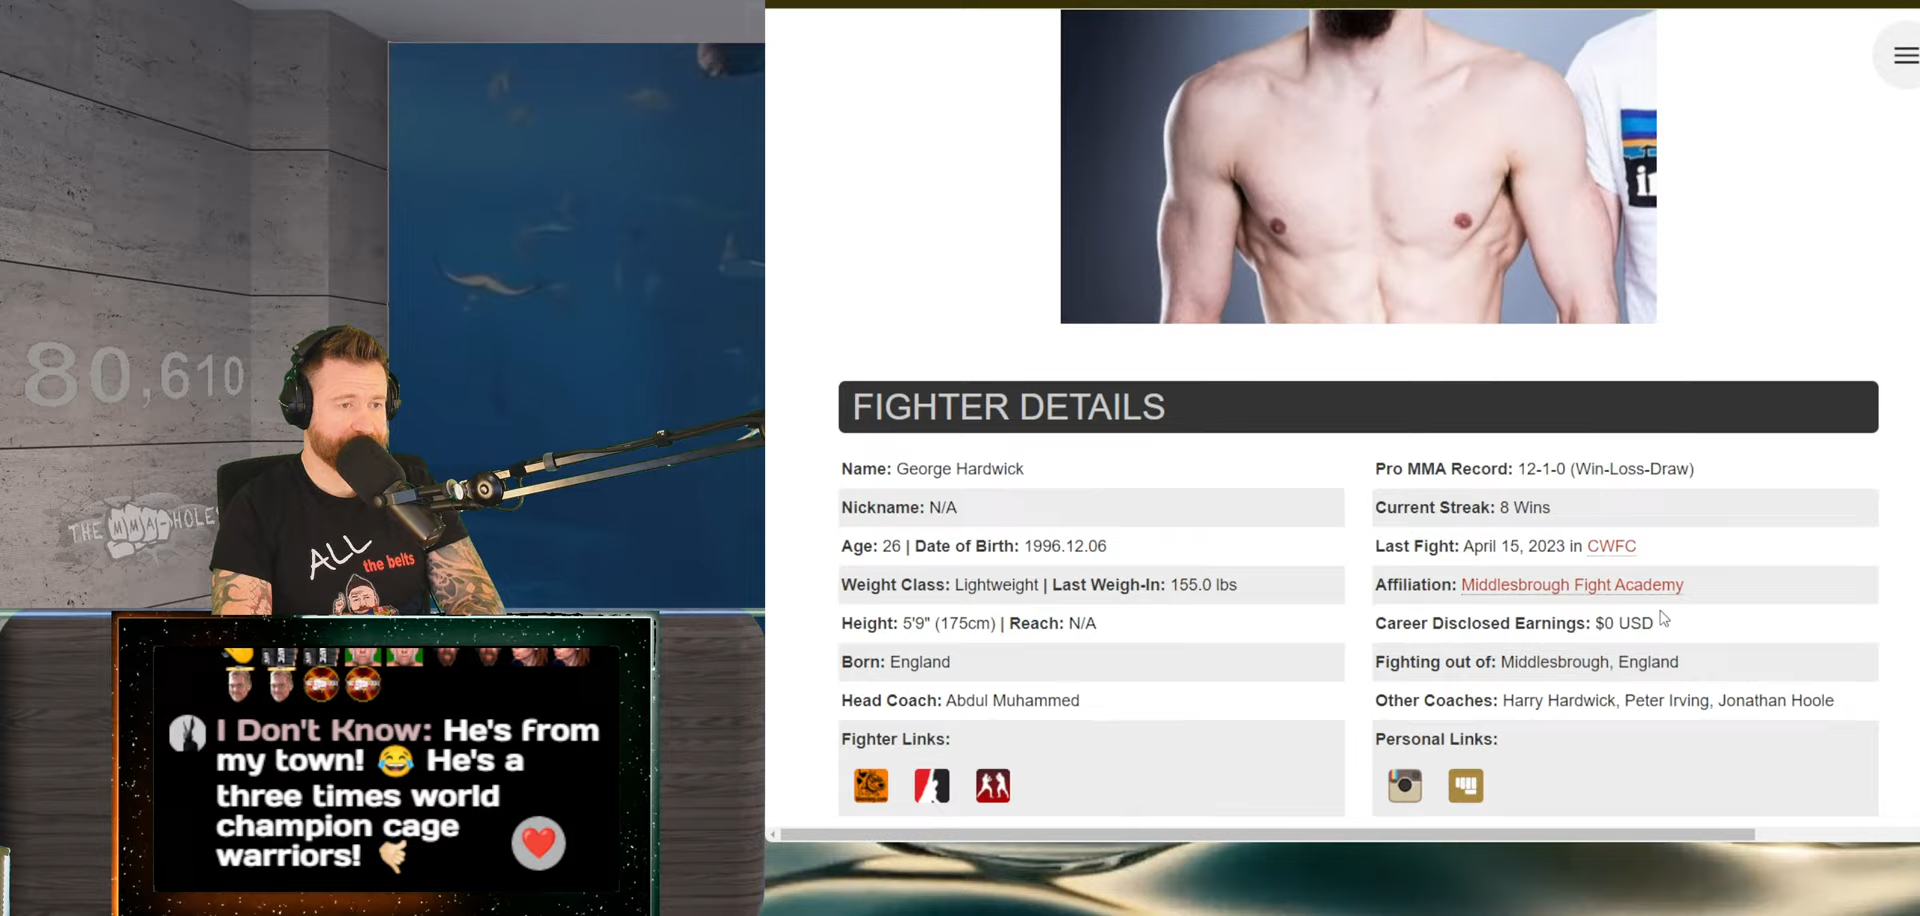 80,610
THE MMA-HOLES
ALL
the belts
I Don't Know: He's from
my town! 😂 He's a
three times world
champion cage
warriors! 🤙🏼
FIGHTER DETAILS
Name: George Hardwick
Nickname: N/A
Age: 26 | Date of Birth: 1996.12.06
Weight Class: Lightweight | Last Weigh-In: 155.0 lbs
Height: 5'9" (175cm) | Reach: N/A
Born: England
Head Coach: Abdul Muhammed
Fighter Links:
Pro MMA Record: 12-1-0 (Win-Loss-Draw)
Current Streak: 8 Wins
Last Fight: April 15, 2023 in CWFC
Affiliation: Middlesbrough Fight Academy
Career Disclosed Earnings: $0 USD
Fighting out of: Middlesbrough, England
Other Coaches: Harry Hardwick, Peter Irving, Jonathan Hoole
Personal Links: